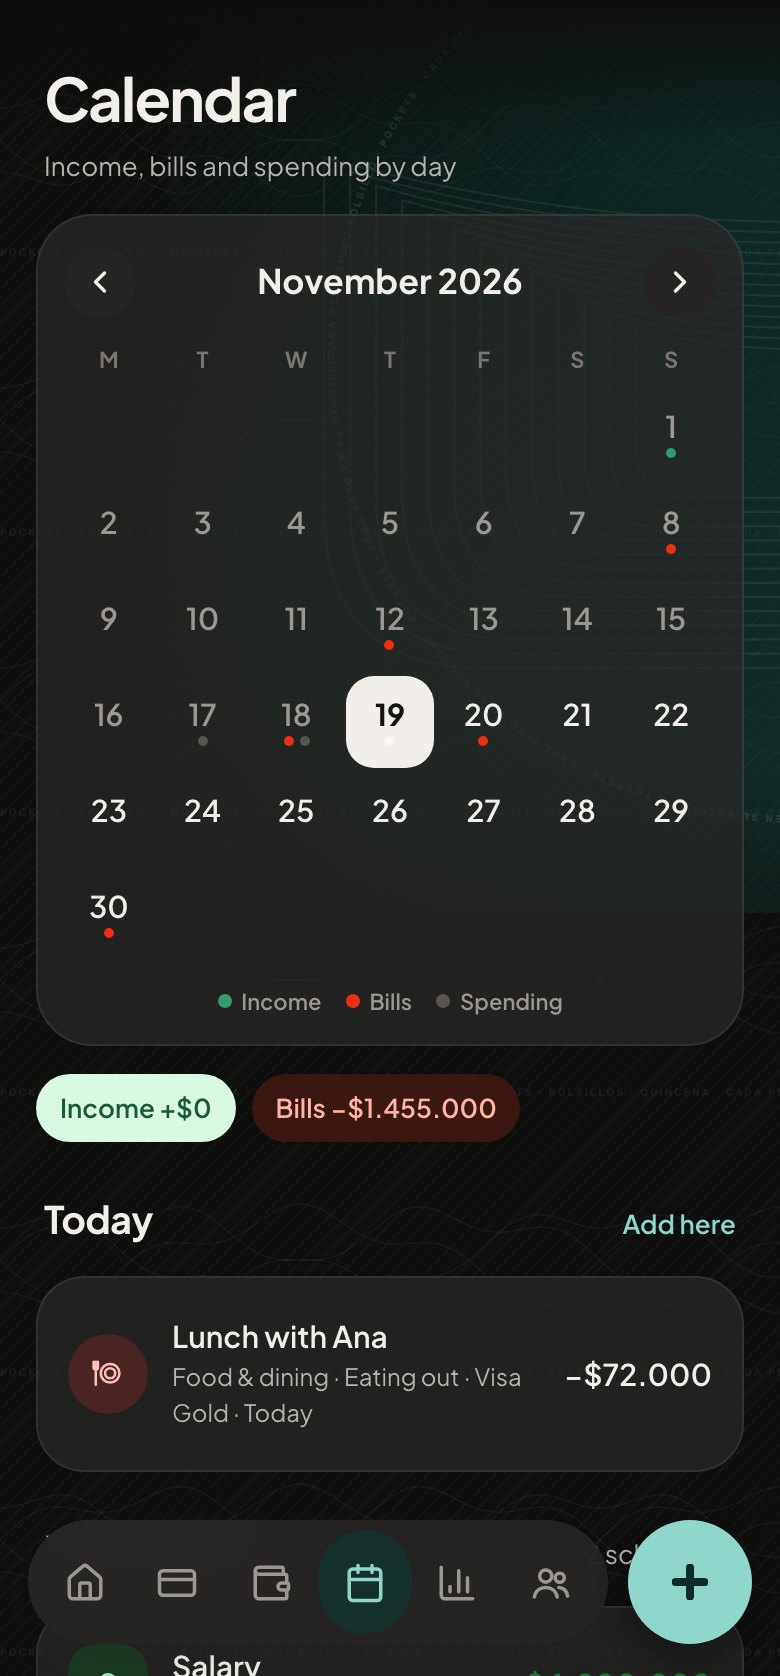 Calendar
Income, bills and spending by day
November 2026
M T W T F S S
1
2 3 4 5 6 7 8
9 10 11 12 13 14 15
16 17 18 19 20 21 22
23 24 25 26 27 28 29
30
Income Bills Spending
Income +$0 Bills −$1.455.000
Today Add here
Lunch with Ana
Food & dining · Eating out · Visa
Gold · Today
−$72.000
Salary